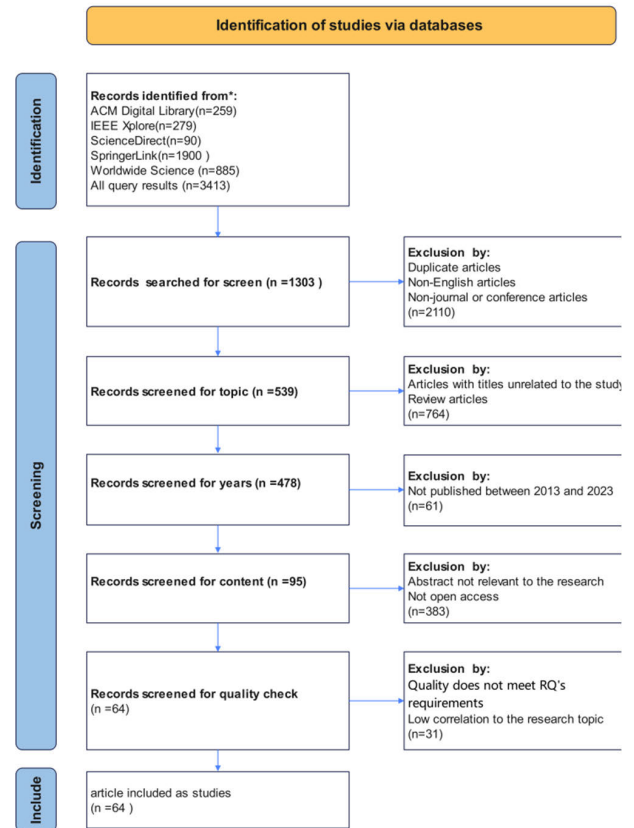 Identification of studies via databases
Identification
Records identified from*:
ACM Digital Library(n=259)
IEEE Xplore(n=279)
ScienceDirect(n=90)
SpringerLink(n=1900 )
Worldwide Science (n=885)
All query results (n=3413)
Screening
Records searched for screen (n =1303 )
Exclusion by:
Duplicate articles
Non-English articles
Non-journal or conference articles
(n=2110)
Records screened for topic (n =539)
Exclusion by:
Articles with titles unrelated to the study
Review articles
(n=764)
Records screened for years (n =478)
Exclusion by:
Not published between 2013 and 2023
(n=61)
Records screened for content (n =95)
Exclusion by:
Abstract not relevant to the research
Not open access
(n=383)
Records screened for quality check
(n =64)
Exclusion by:
Quality does not meet RQ's
requirements
Low correlation to the research topic
(n=31)
Include
article included as studies
(n =64 )